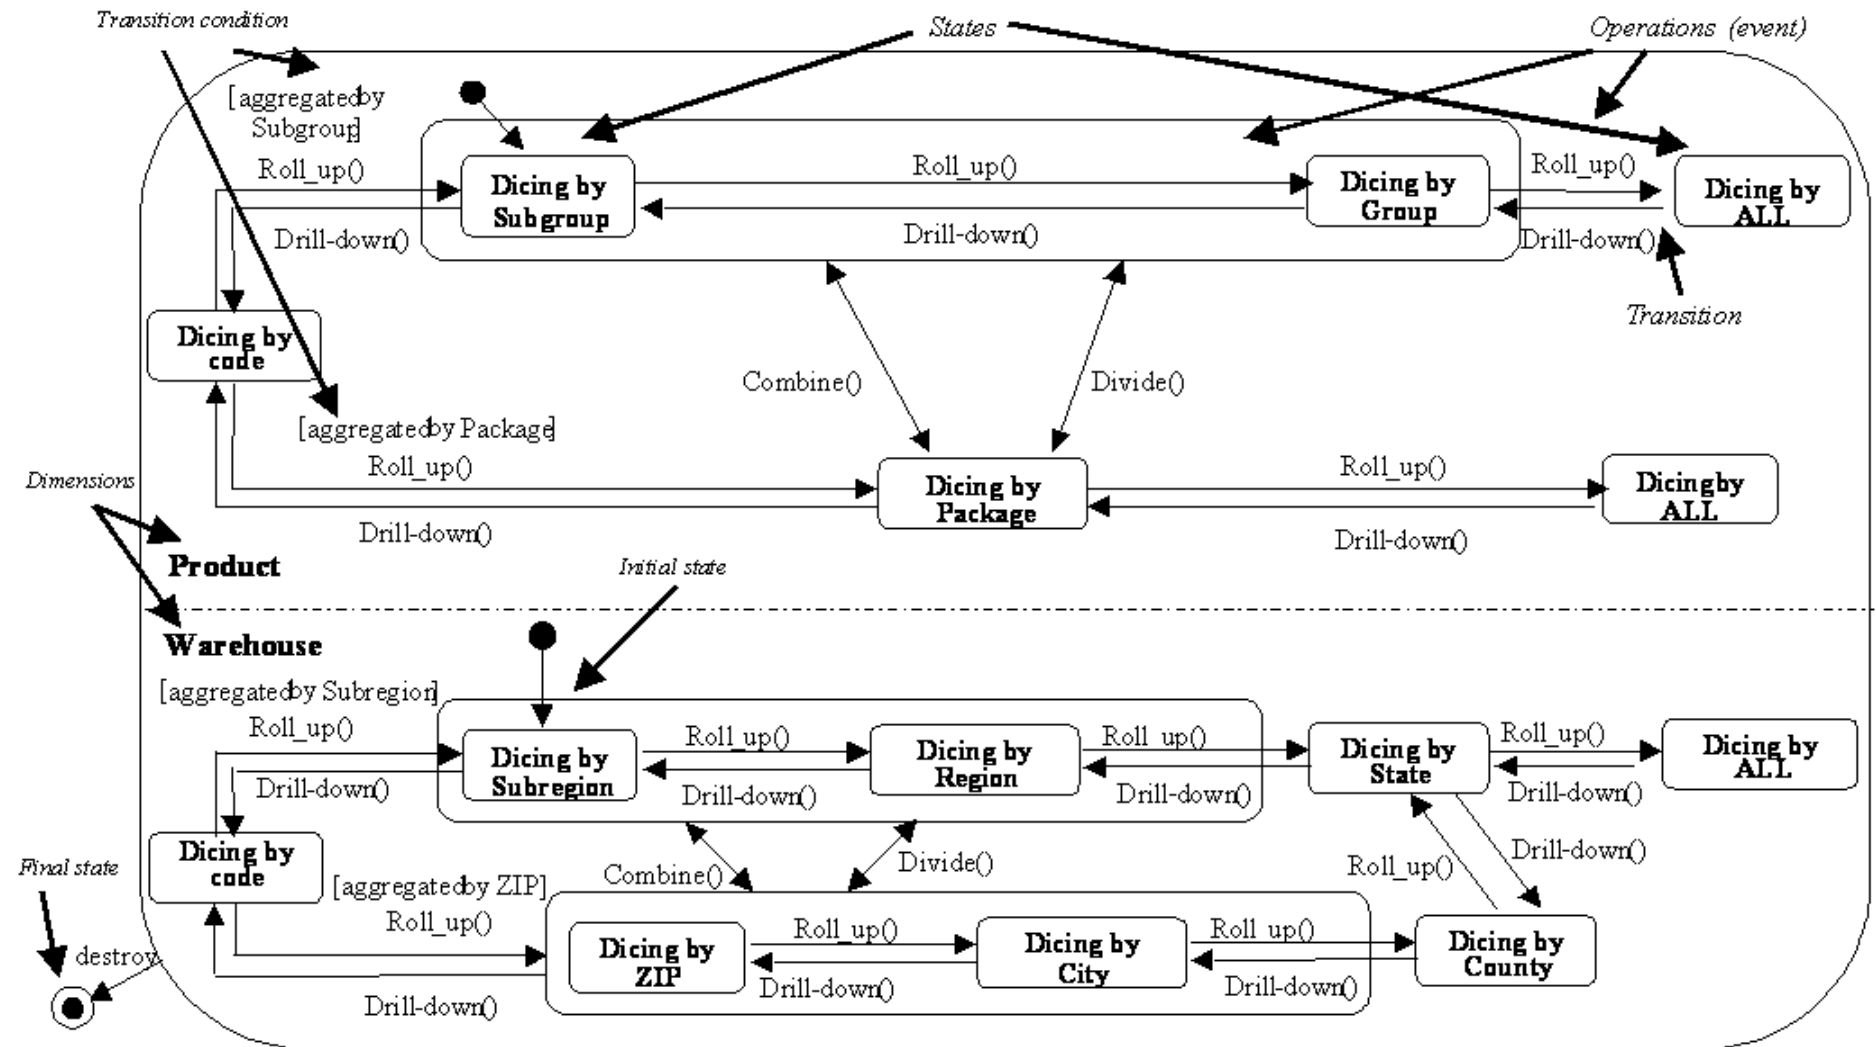 Transition condition
States
Operations (event)
[aggregated by
Subgroup]
Roll_up()
Dicing by
Subgroup
Roll_up()
Dicing by
Group
Roll_up()
Dicing by
ALL
Drill-down()
Drill-down()
Drill-down()
Transition
Dicing by
code
Combine()
Divide()
[aggregated by Package]
Roll_up()
Dicing by
Package
Roll_up()
Dicing by
ALL
Dimensions
Drill-down()
Drill-down()
Product
Initial state
Warehouse
[aggregated by Subregion]
Roll_up()
Dicing by
Subregion
Roll_up()
Dicing by
Region
Roll_up()
Dicing by
State
Roll_up()
Dicing by
ALL
Drill-down()
Drill-down()
Drill-down()
Drill-down()
Dicing by
code
Final state
Combine()
Divide()
Roll_up()
Drill-down()
[aggregated by ZIP]
Roll_up()
Dicing by
ZIP
Roll_up()
Dicing by
City
Roll_up()
Dicing by
County
destroy
Drill-down()
Drill-down()
Drill-down()